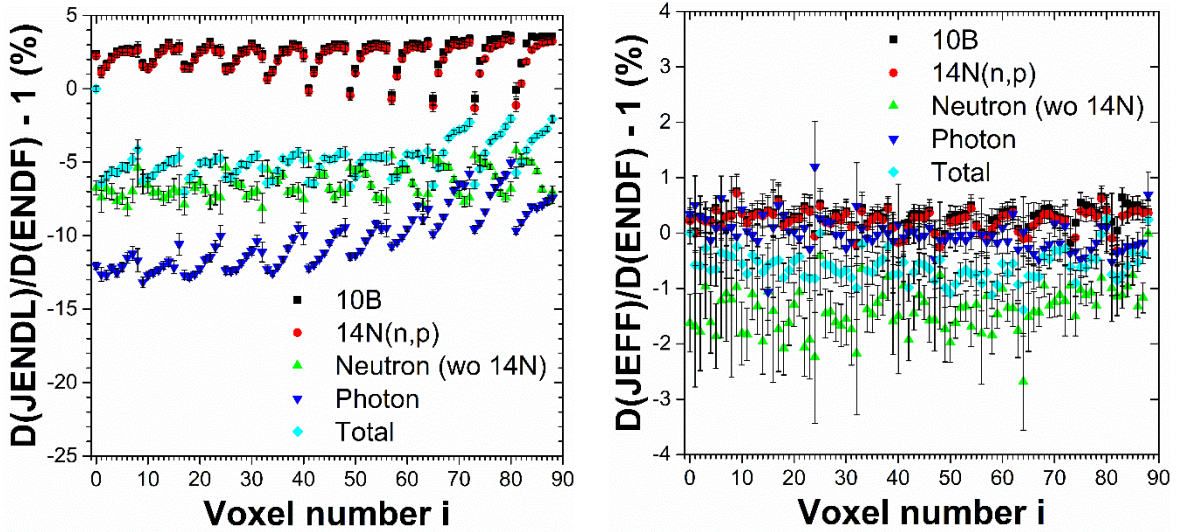 D(JENDL)/D(ENDF) - 1 (%)
5
0
-5
-10
-15
-20
-25
10B
14N(n,p)
Neutron (wo 14N)
Photon
Total
0 10 20 30 40 50 60 70 80 90
Voxel number i
D(JEFF)/D(ENDF) - 1 (%)
4
3
2
1
0
-1
-2
-3
-4
10B
14N(n,p)
Neutron (wo 14N)
Photon
Total
0 10 20 30 40 50 60 70 80 90
Voxel number i